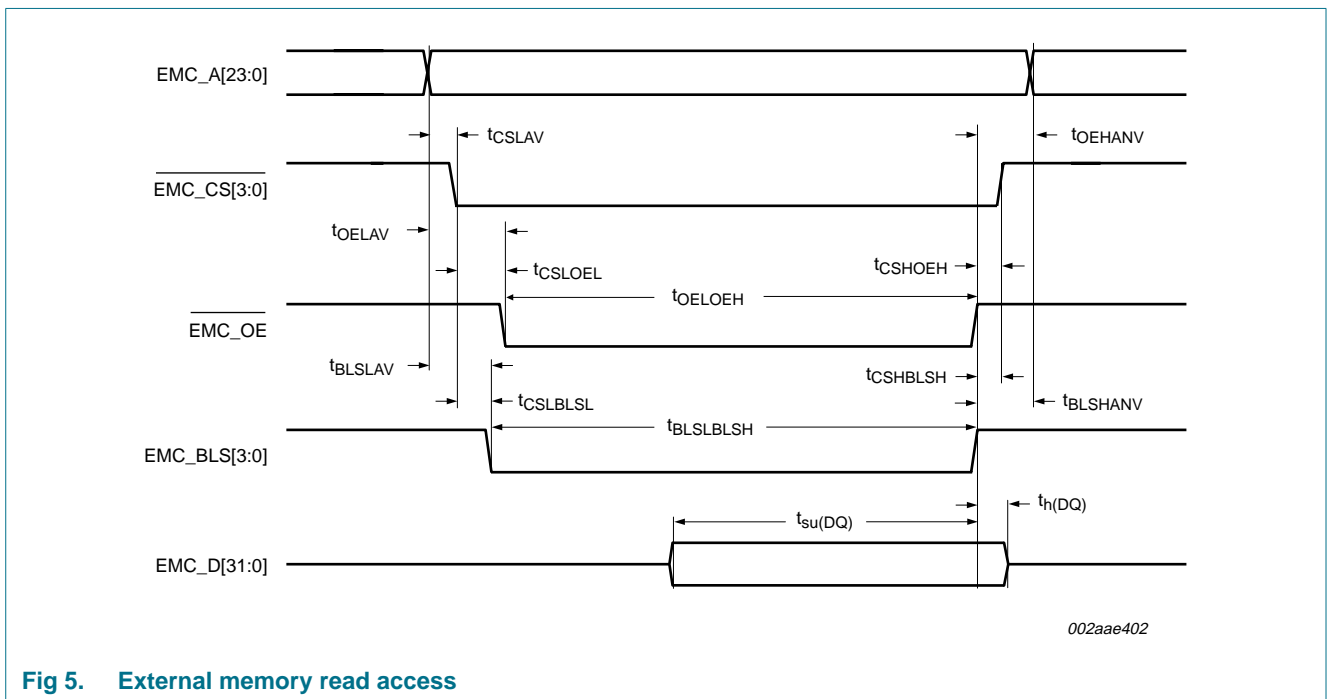 EMC_A[23:0]
tCSLAV
tOEHANV
EMC_CS[3:0]
tOELAV
tCSLOEL
tCSHOEH
tOELOEH
EMC_OE
tBLSLAV
tCSHBLSH
tCSLBLSL
tBLSHANV
tBLSLBLSH
EMC_BLS[3:0]
th(DQ)
tsu(DQ)
EMC_D[31:0]
002aae402
Fig 5. External memory read access